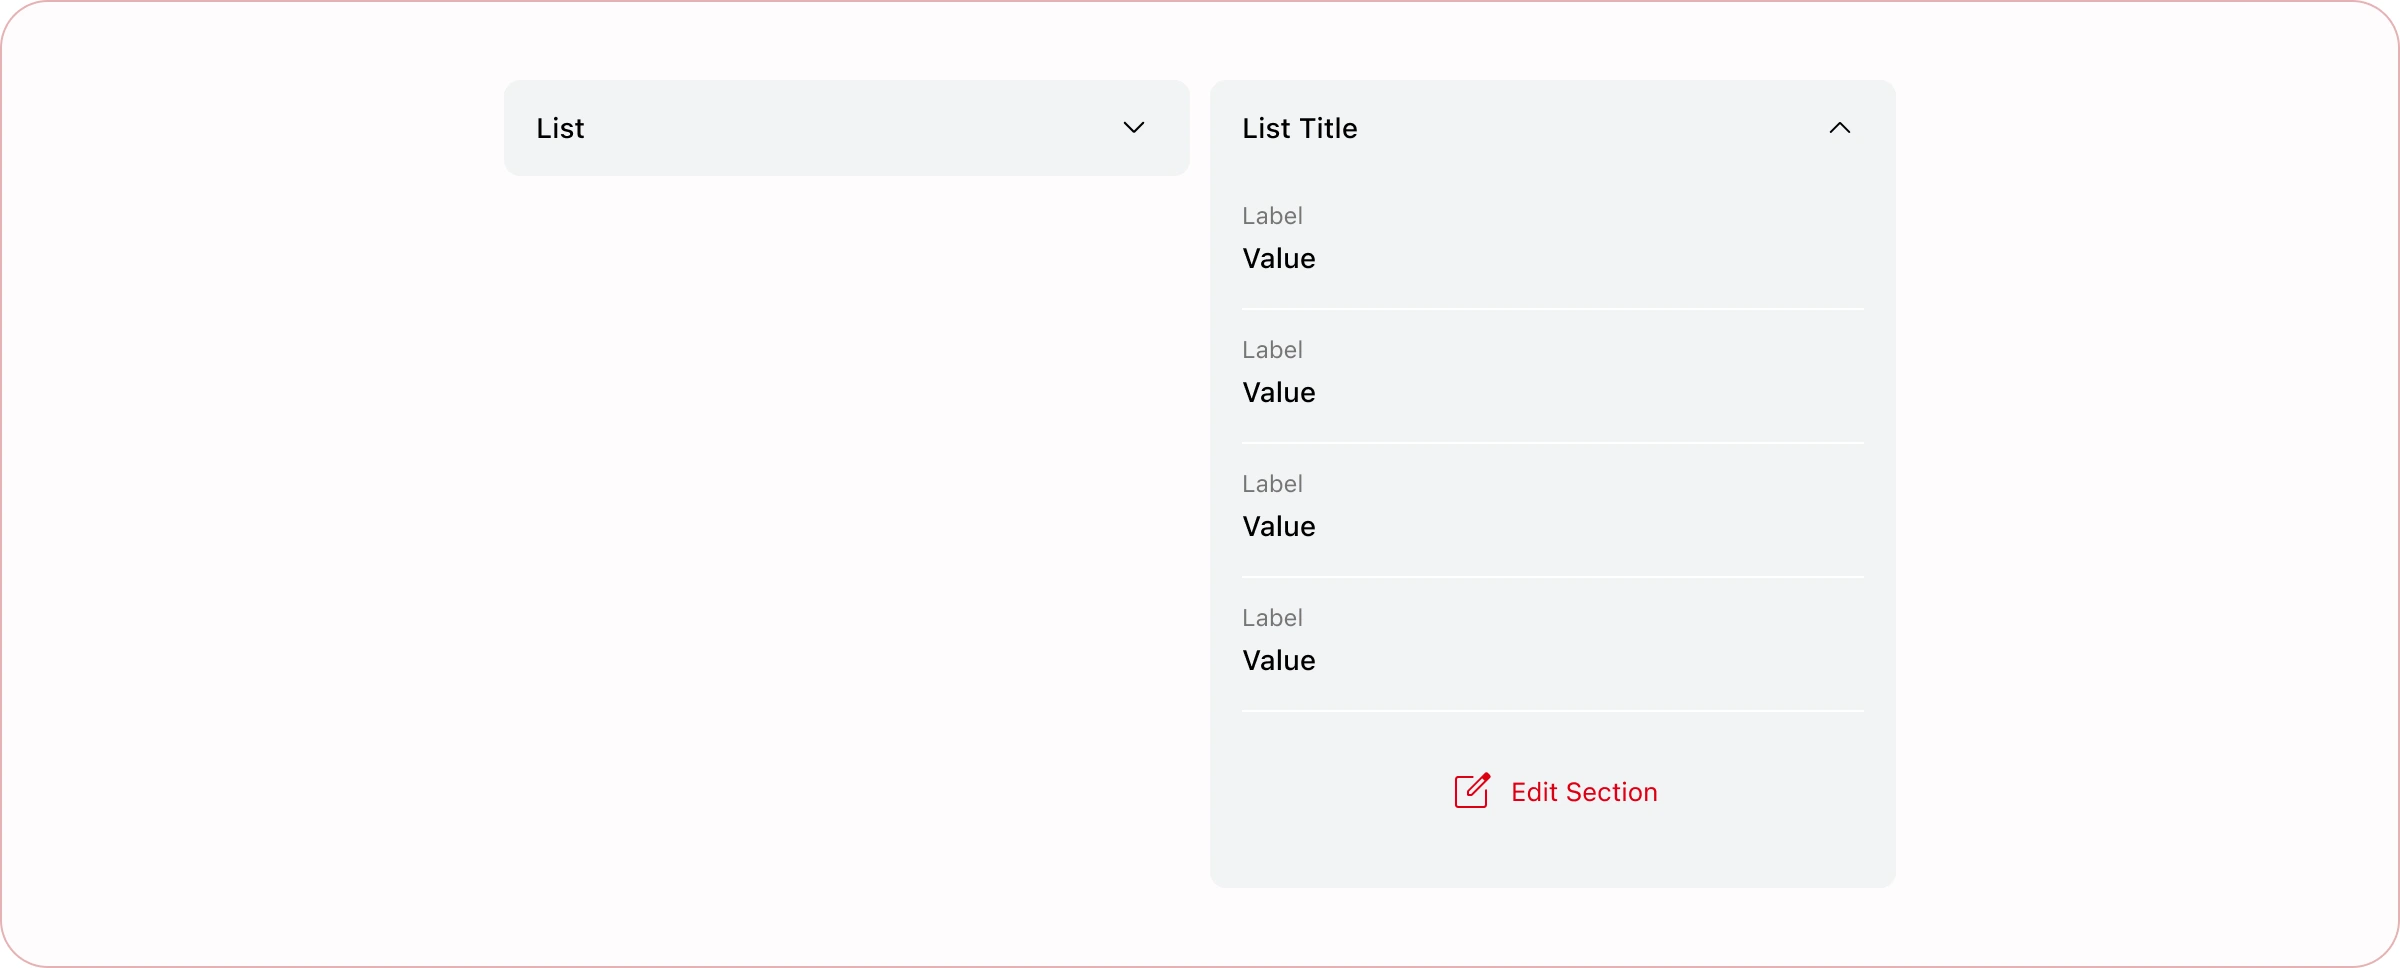 List
List Title
Label
Value
Label
Value
Label
Value
Label
Value
Edit Section